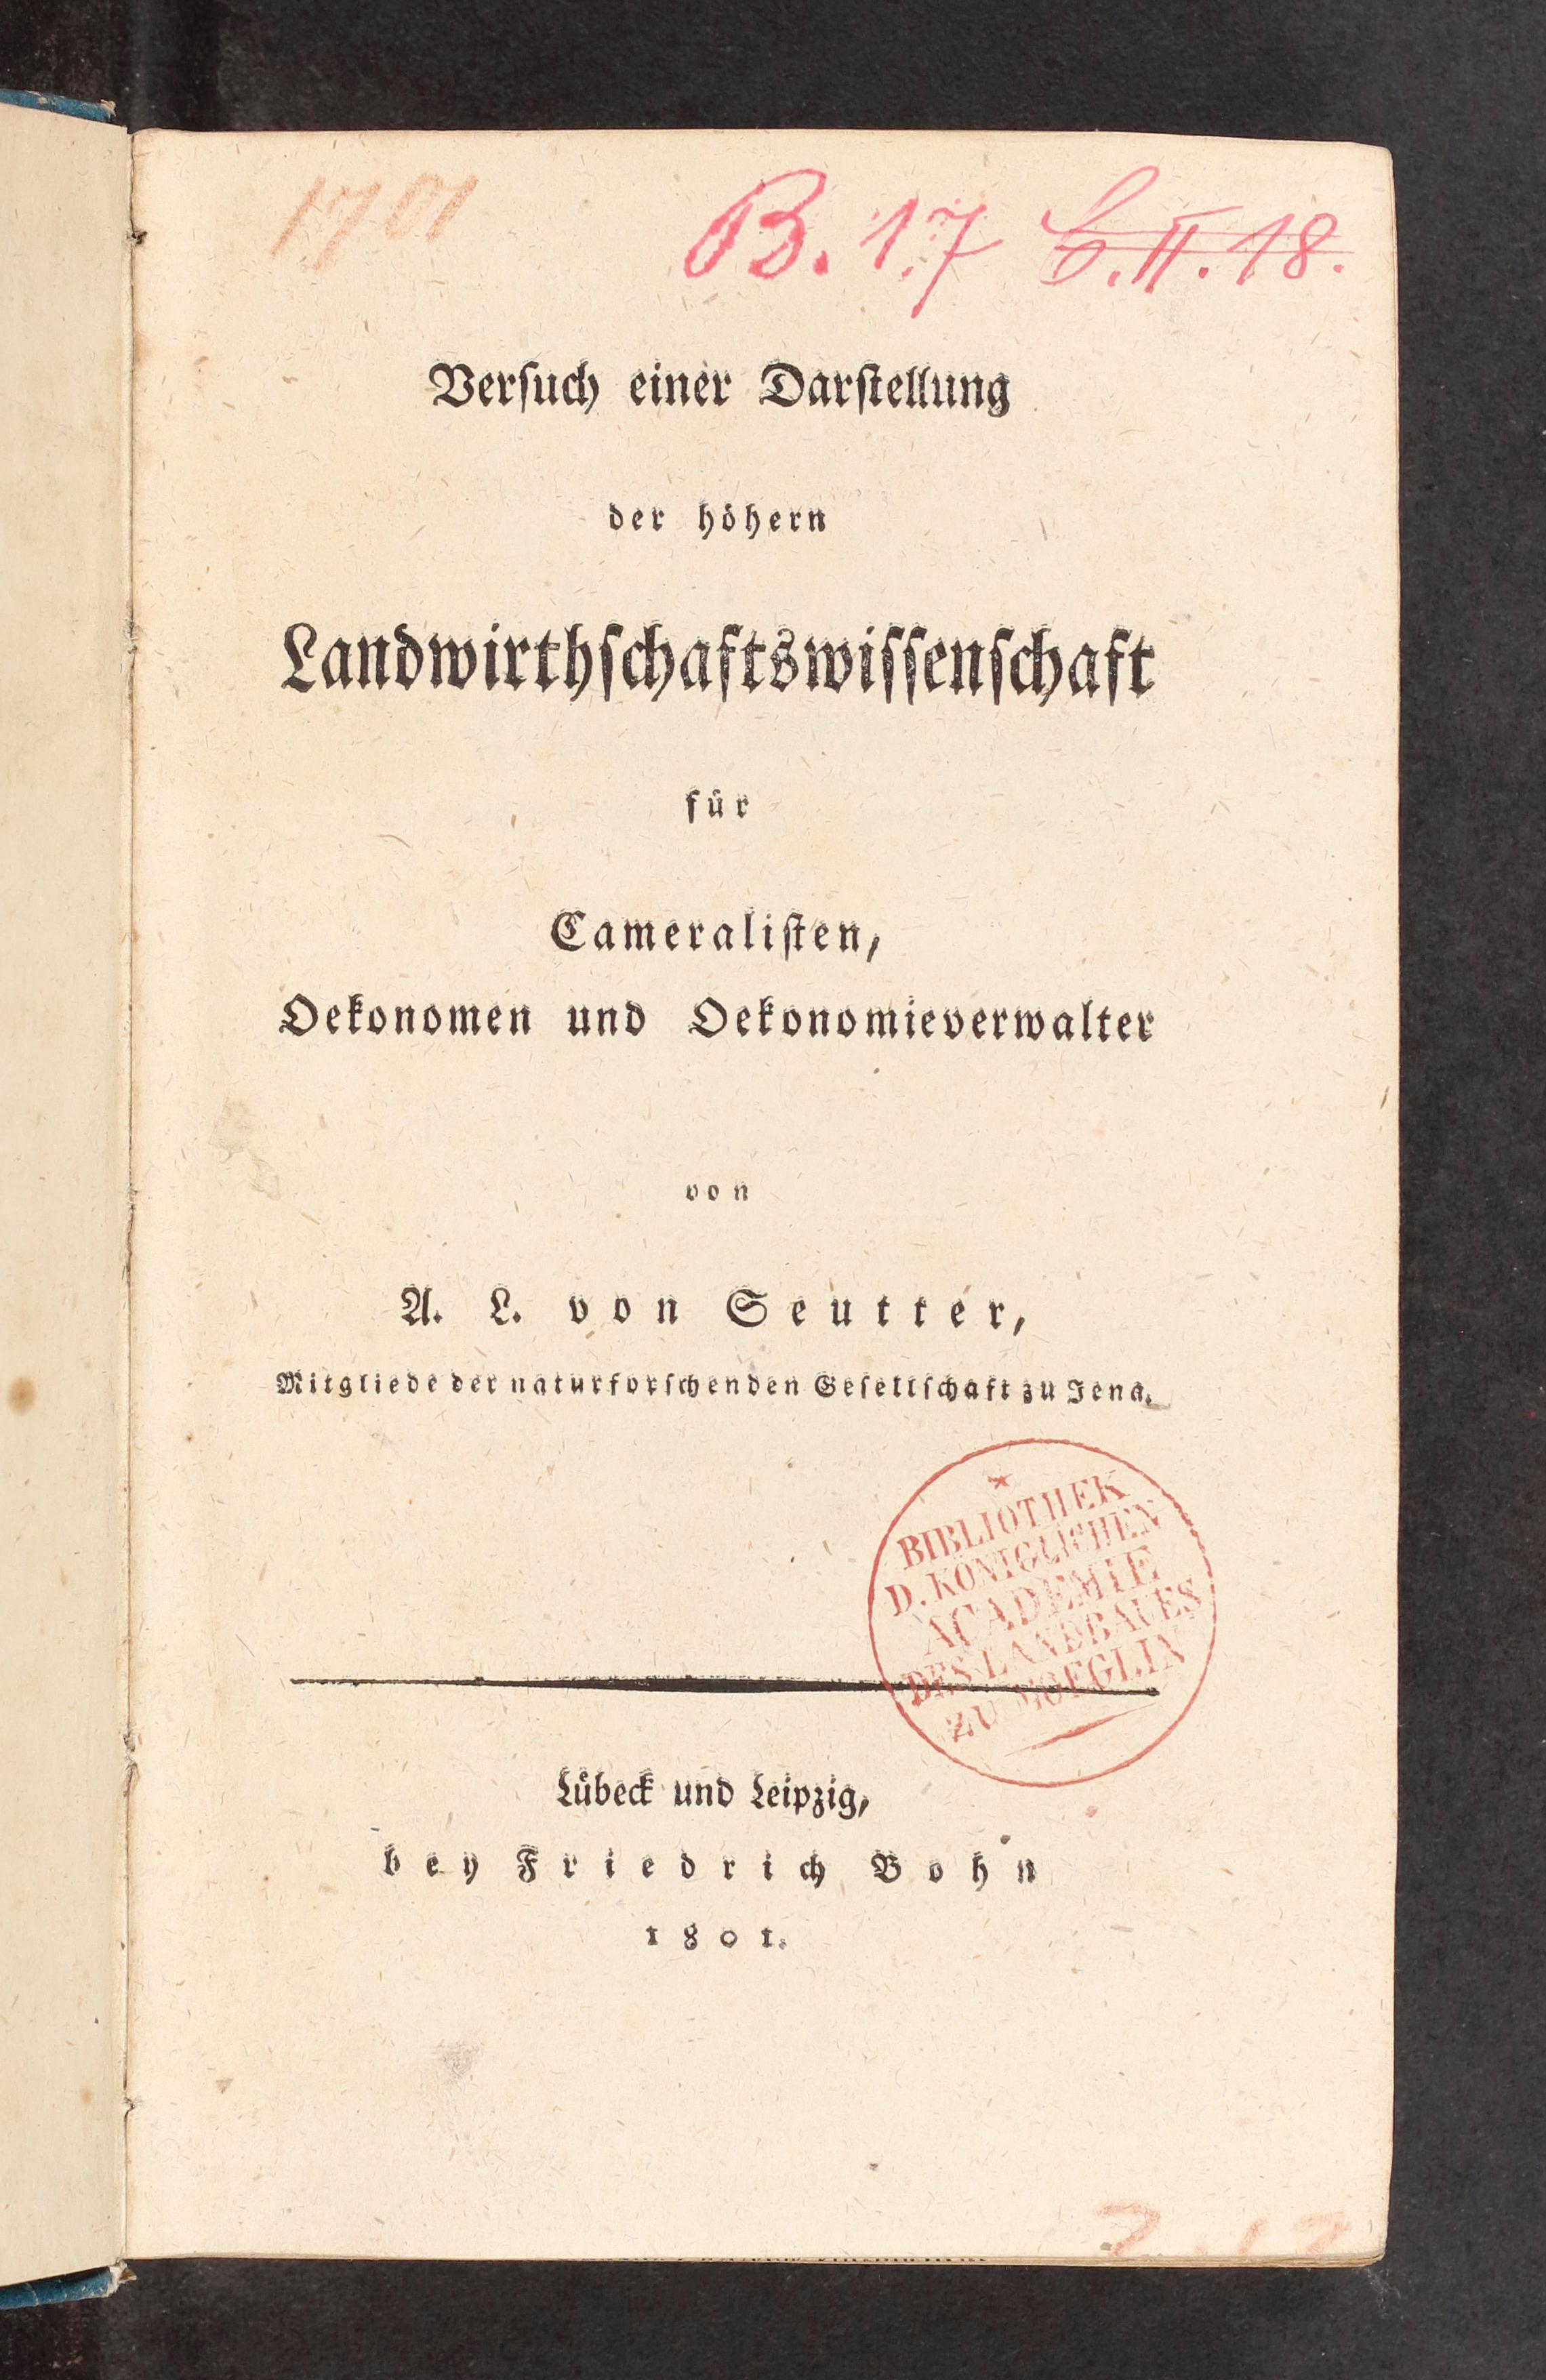 1701
B. 17 C. II. 18.
Verſuch einer Darſtellung
der höhern
Landwirthſchaftswiſſenſchaft
für
Cameraliſten,
Oekonomen und Oekonomieverwalter
von
A. L. von Seutter,
Mitgliede der naturforſchenden Geſellſchaft zu Jena.
BIBLIOTHEK
D. KÖNIGLICHEN
ACADEMIE
DES LANDBAUES
ZU MOEGLIN
Lübeck und Leipzig,
bey Friedrich Bohn
1801.